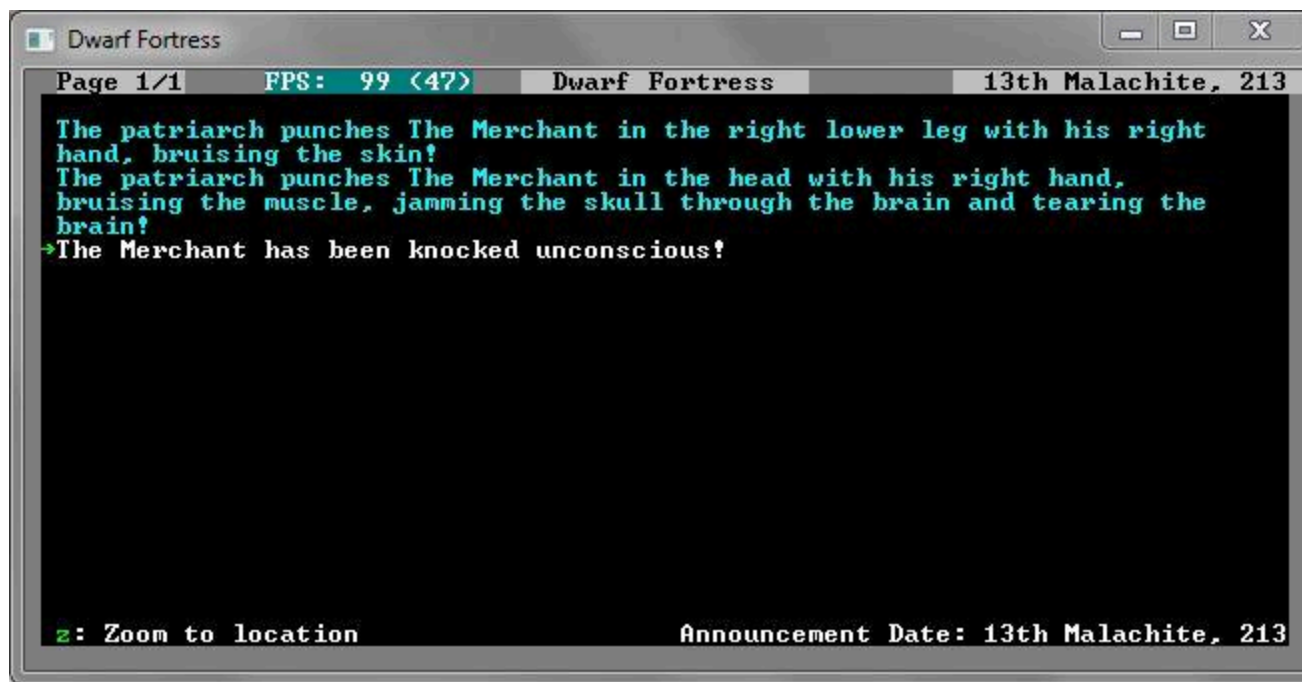 Dwarf Fortress
Page 1/1 FPS: 99 (47) Dwarf Fortress 13th Malachite, 213
The patriarch punches The Merchant in the right lower leg with his right
hand, bruising the skin!
The patriarch punches The Merchant in the head with his right hand,
bruising the muscle, jamming the skull through the brain and tearing the
brain!
→The Merchant has been knocked unconscious!
z: Zoom to location Announcement Date: 13th Malachite, 213